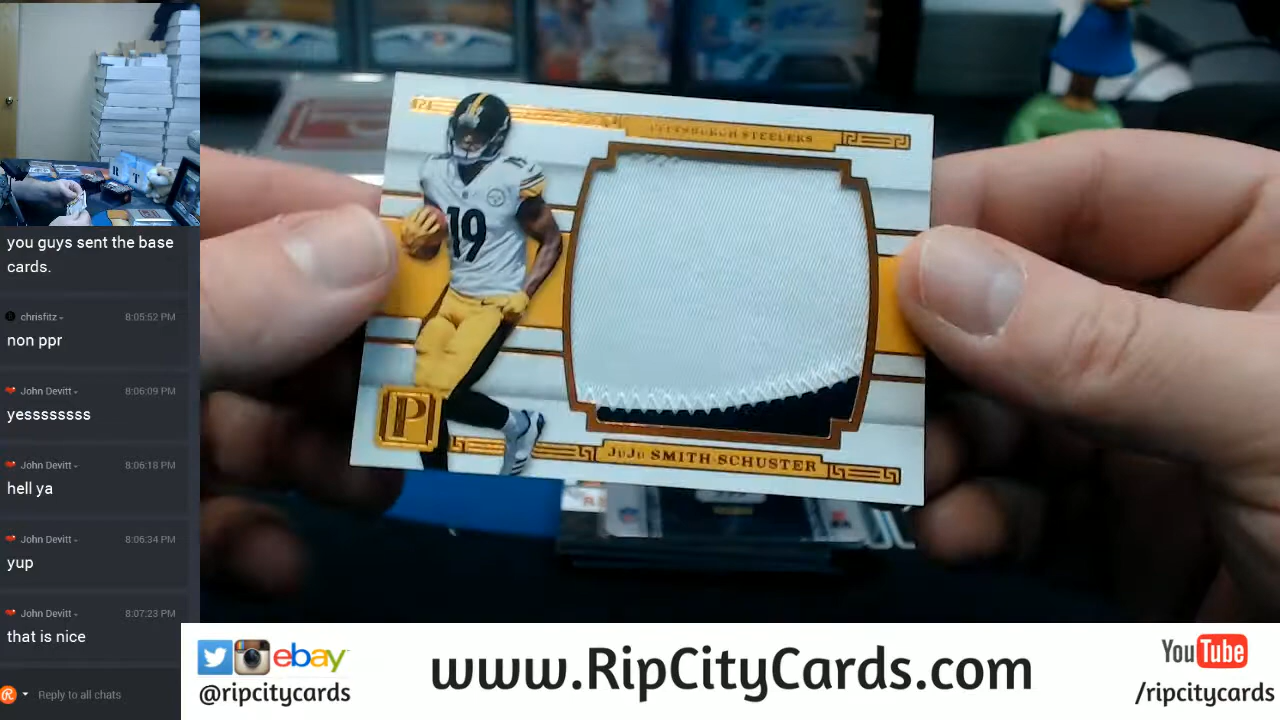 you guys sent the base
cards.
chrisfitz
8:05:52 PM
non ppr
John Devitt
8:06:09 PM
yessssssss
John Devitt
8:06:18 PM
hell ya
John Devitt
8:06:34 PM
yup
John Devitt
8:07:23 PM
that is nice
Reply to all chats
PITTSBURGH STEELERS
19
19
P
JuJu SMITH-SCHUSTER
ebay
@ripcitycards
www.RipCityCards.com
YouTube
/ripcitycards